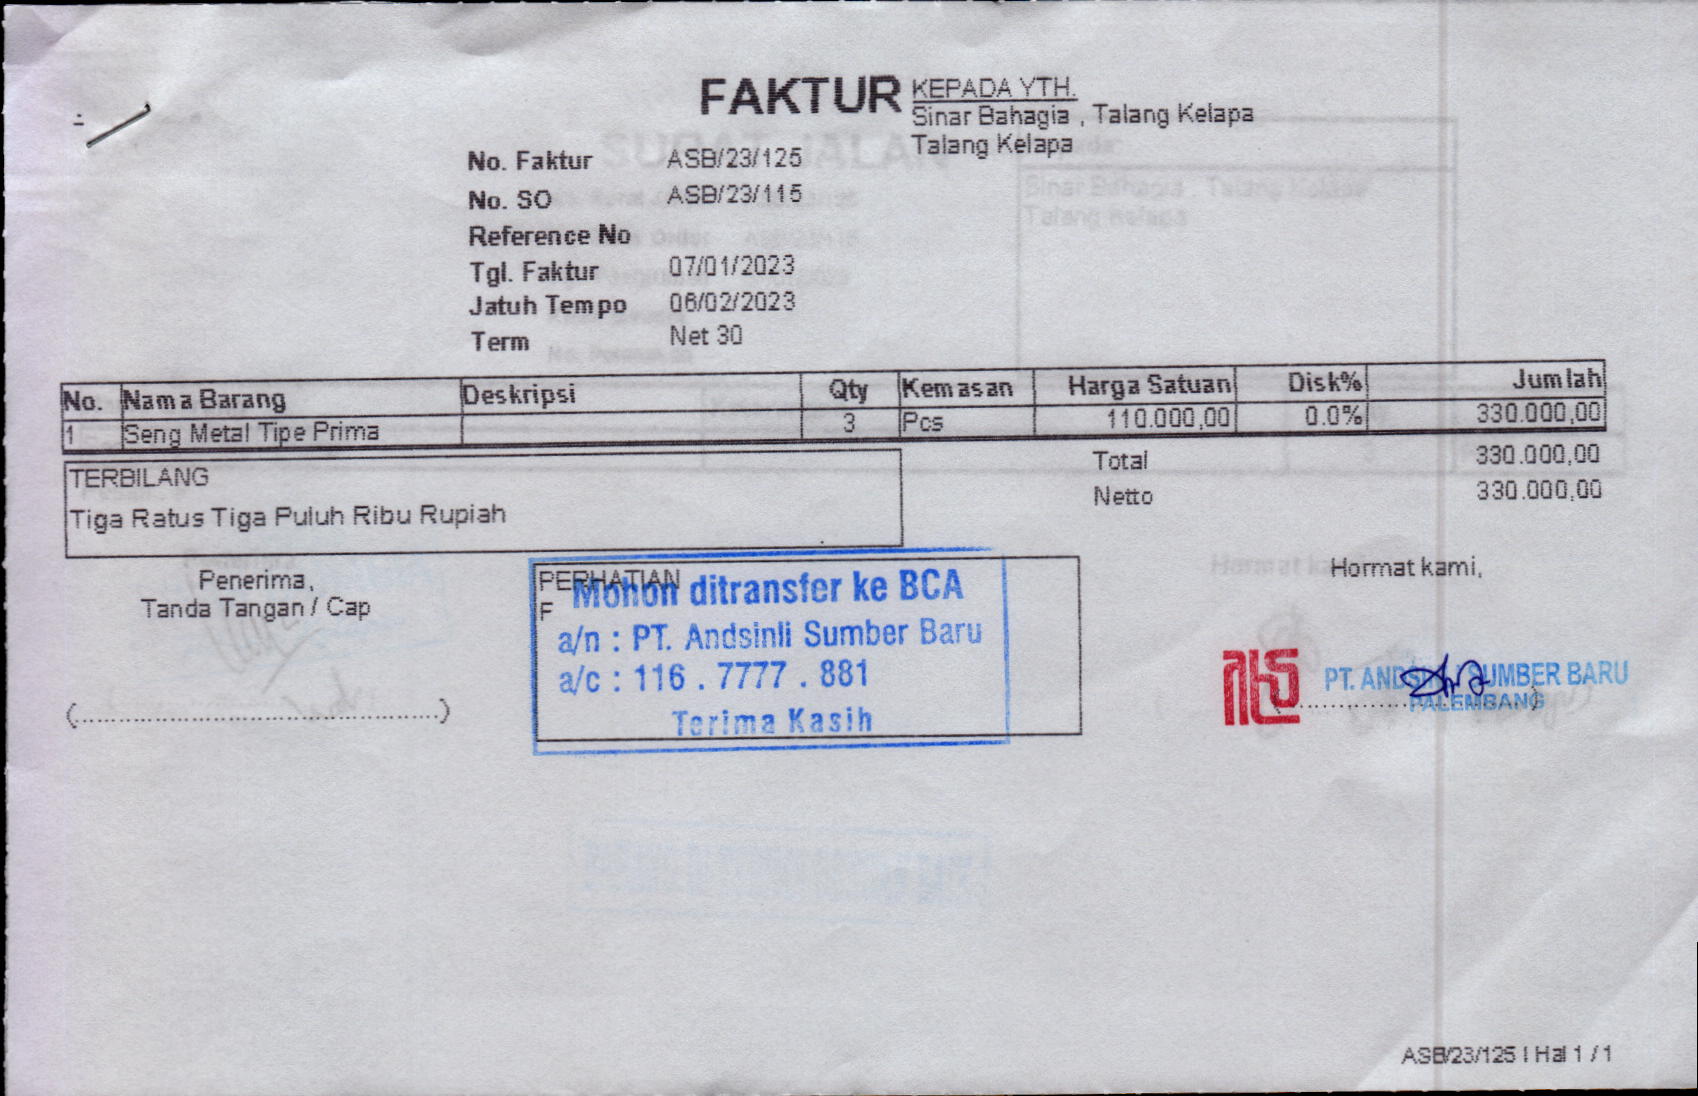 FAKTUR
KEPADA YTH.
Sinar Bahagia , Talang Kelapa
Talang Kelapa
No. Faktur ASB/23/125
No. SO ASB/23/115
Reference No
Tgl. Faktur 07/01/2023
Jatuh Tempo 06/02/2023
Term Net 30
No. Nama Barang Deskripsi Qty Kemasan Harga Satuan Disk% Jumlah
1 Seng Metal Tipe Prima 3 Pcs 110.000,00 0.0% 330.000,00
Total 330.000,00
Netto 330.000,00
TERBILANG
Tiga Ratus Tiga Puluh Ribu Rupiah
Penerima,
Tanda Tangan / Cap
(........................................)
PERHATIAN
F
Mohon ditransfer ke BCA
a/n : PT. Andsinli Sumber Baru
a/c : 116 . 7777 . 881
Terima Kasih
Hormat kami,
PT. ANDSINLI SUMBER BARU
PALEMBANG
ASB/23/125 | Hal 1 / 1